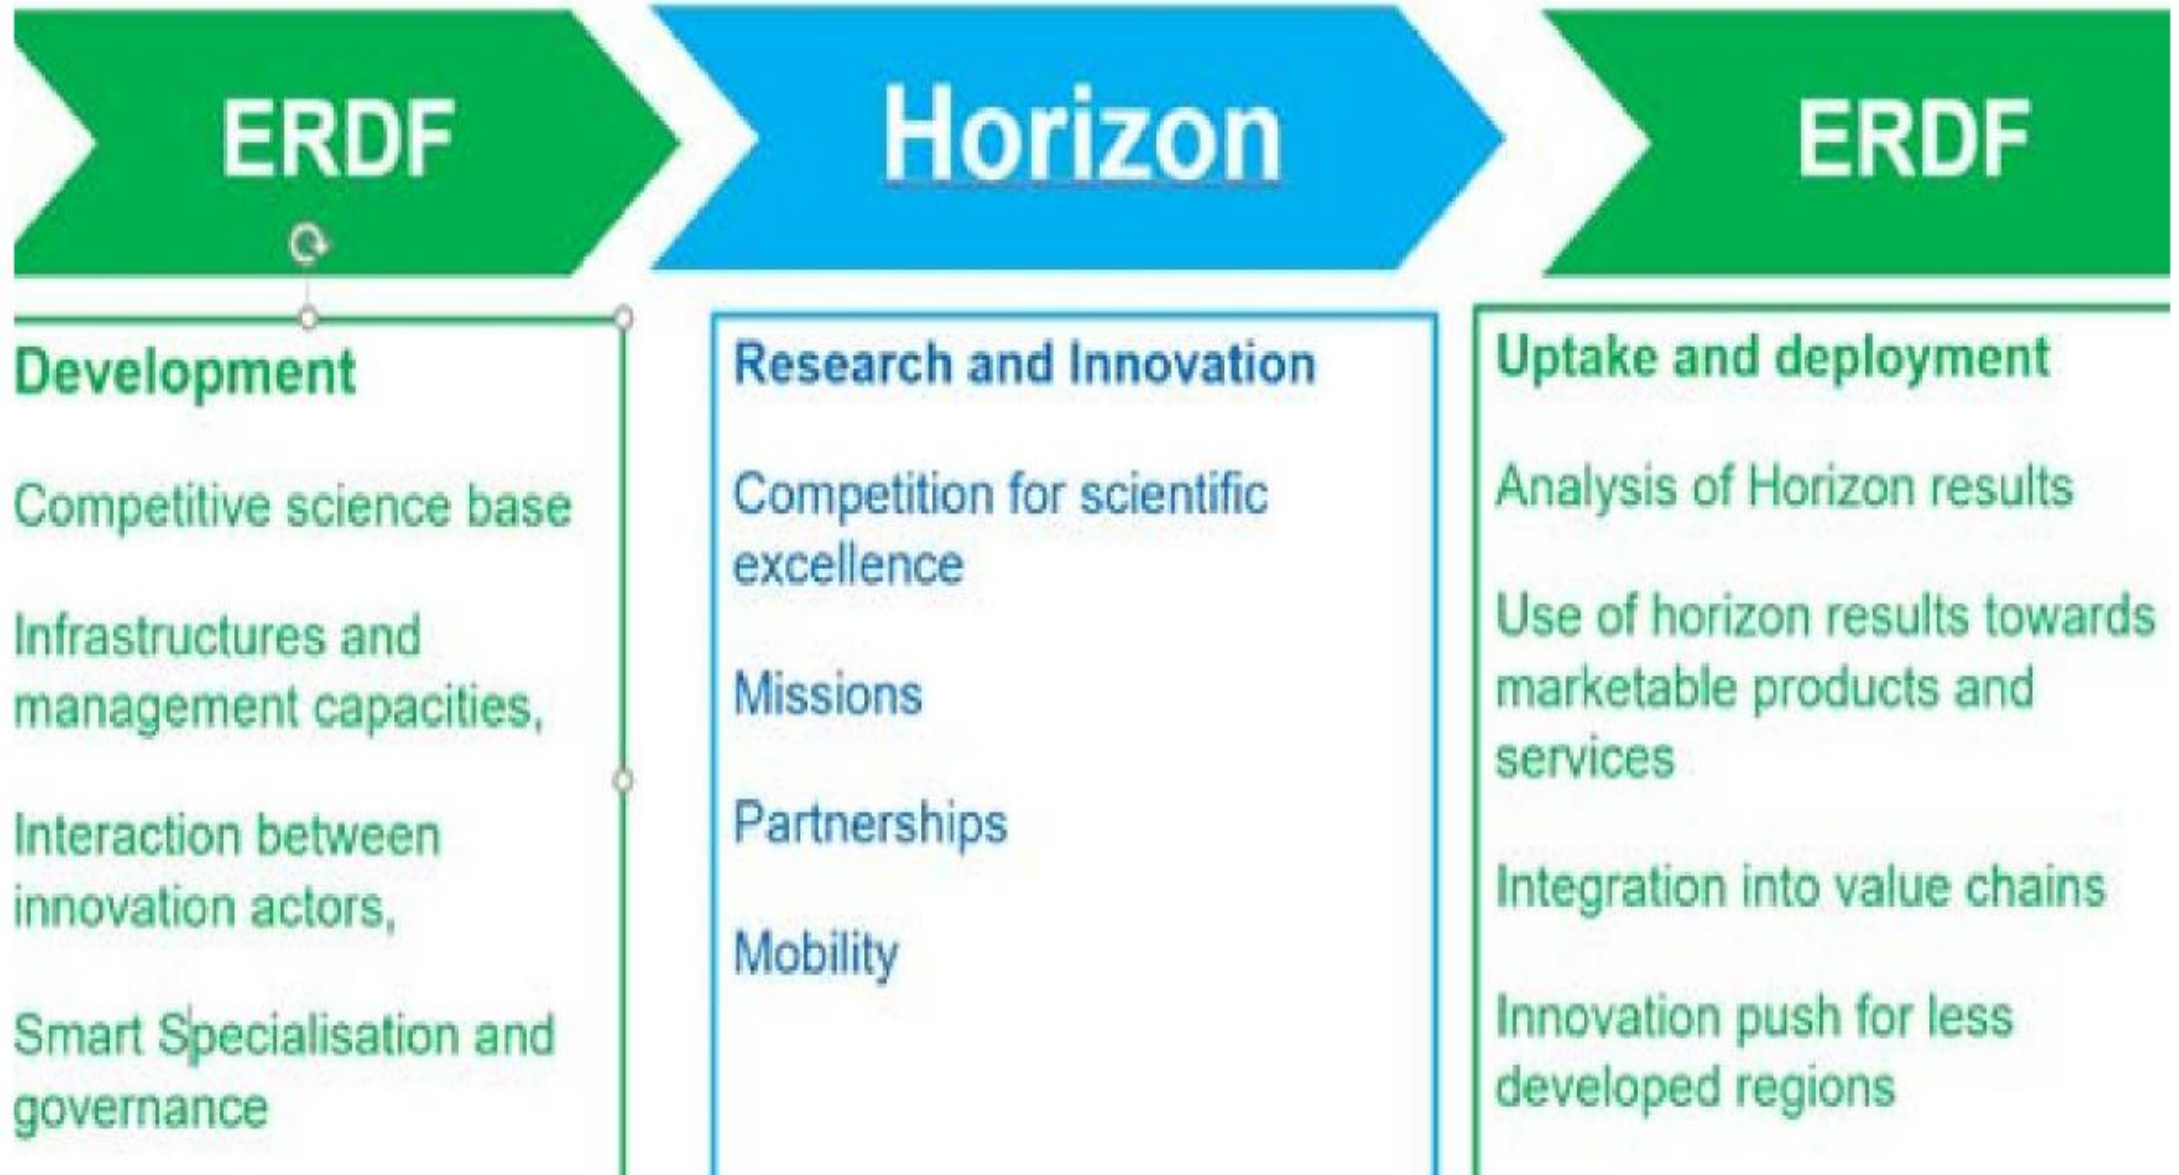 ERDF
Horizon
ERDF
Development
Competitive science base
Infrastructures and
management capacities,
Interaction between
innovation actors,
Smart Specialisation and
governance
Research and Innovation
Competition for scientific
excellence
Missions
Partnerships
Mobility
Uptake and deployment
Analysis of Horizon results
Use of horizon results towards
marketable products and
services
Integration into value chains
Innovation push for less
developed regions